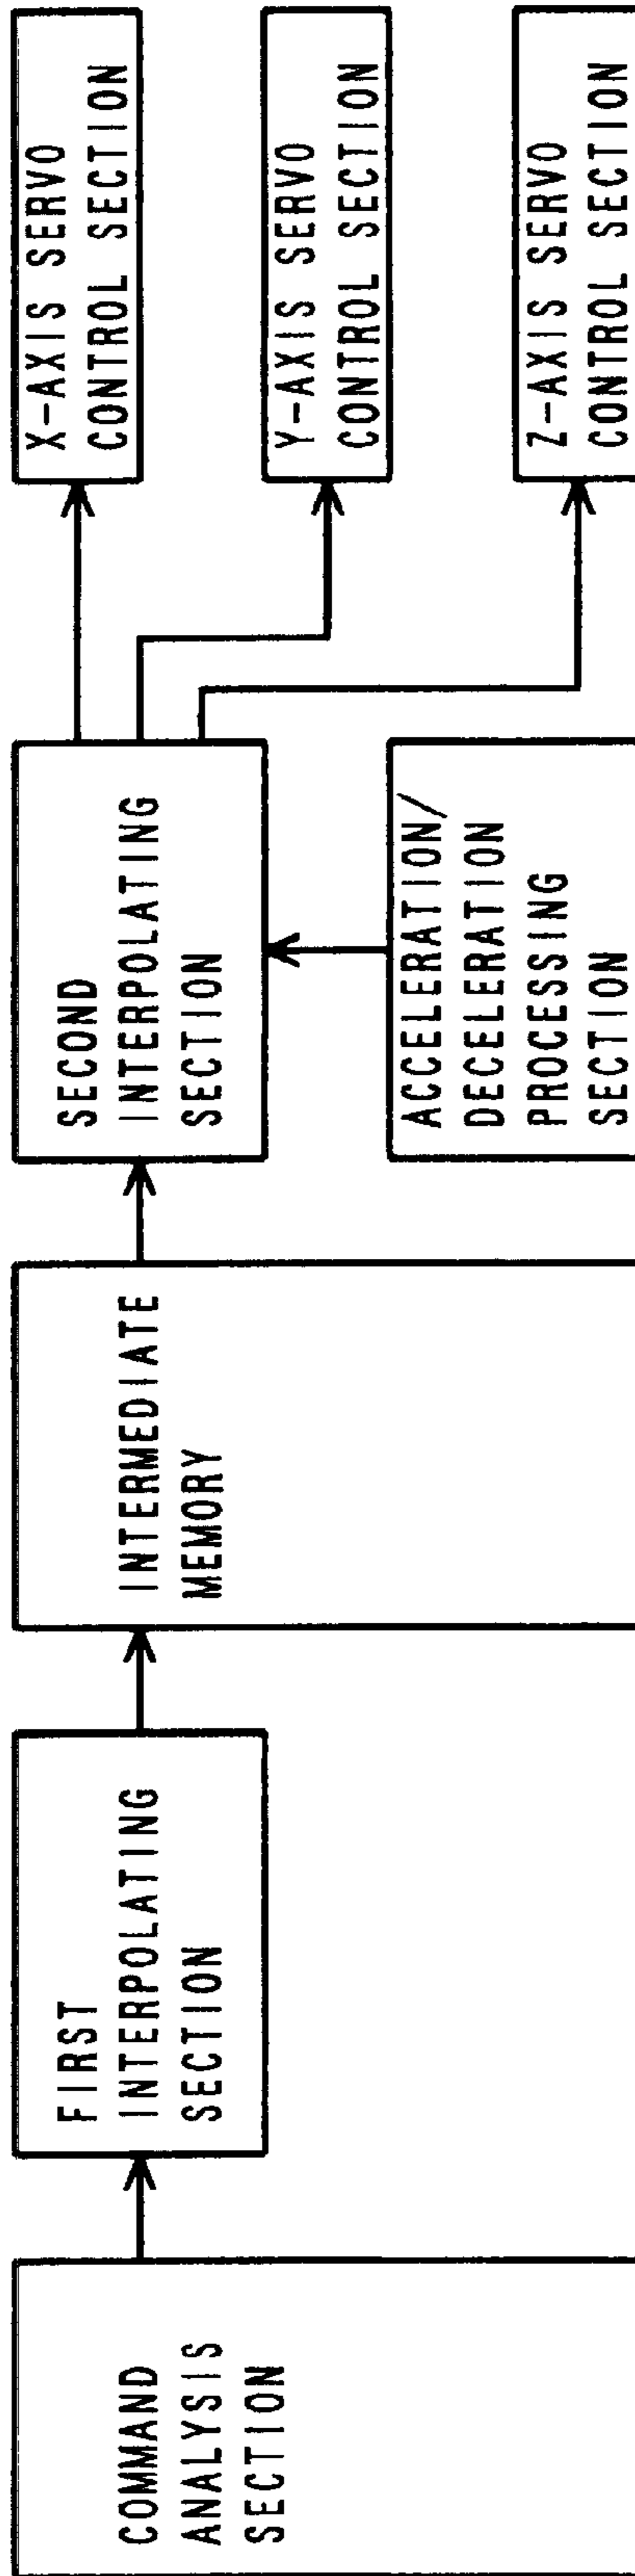 COMMAND
ANALYSIS
SECTION
FIRST
INTERPOLATING
SECTION
INTERMEDIATE
MEMORY
SECOND
INTERPOLATING
SECTION
ACCELERATION/
DECELERATION
PROCESSING
SECTION
X-AXIS SERVO
CONTROL SECTION
Y-AXIS SERVO
CONTROL SECTION
Z-AXIS SERVO
CONTROL SECTION